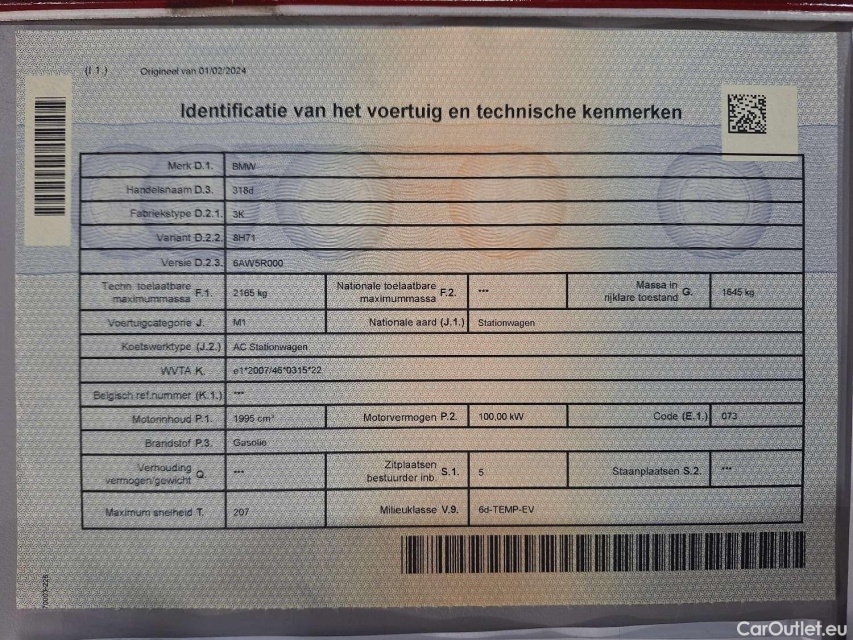 (I.1.) Origineel van 01/02/2024
Identificatie van het voertuig en technische kenmerken
Merk D.1. BMW
Handelsnaam D.3. 318d
Fabriekstype D.2.1. 3K
Variant D.2.2. 8H71
Versie D.2.3. 6AW5R000
Techn toelaatbare maximummassa F.1. 2165 kg Nationale toelaatbare maximummassa F.2. *** Massa in rijklare toestand G. 1645 kg
Voertuigcategorie J. M1 Nationale aard (J.1.) Stationwagen
Koetswerktype (J.2.) AC Stationwagen
WVTA K. e1*2007/46*0315*22
Belgisch ref.nummer (K.1.) ***
Motorinhoud P.1. 1995 cm³ Motorvermogen P.2. 100,00 kW Code (E.1.) 073
Brandstof P.3. Gasolie
Verhouding vermogen/gewicht Q. *** Zitplaatsen bestuurder inb. S.1. 5 Staanplaatsen S.2. ***
Maximum snelheid T. 207 Milieuklasse V.9. 6d-TEMP-EV
CarOutlet.eu